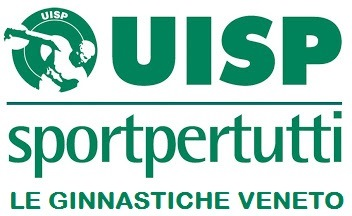 UISP
UISP
sportpertutti
LE GINNASTICHE VENETO